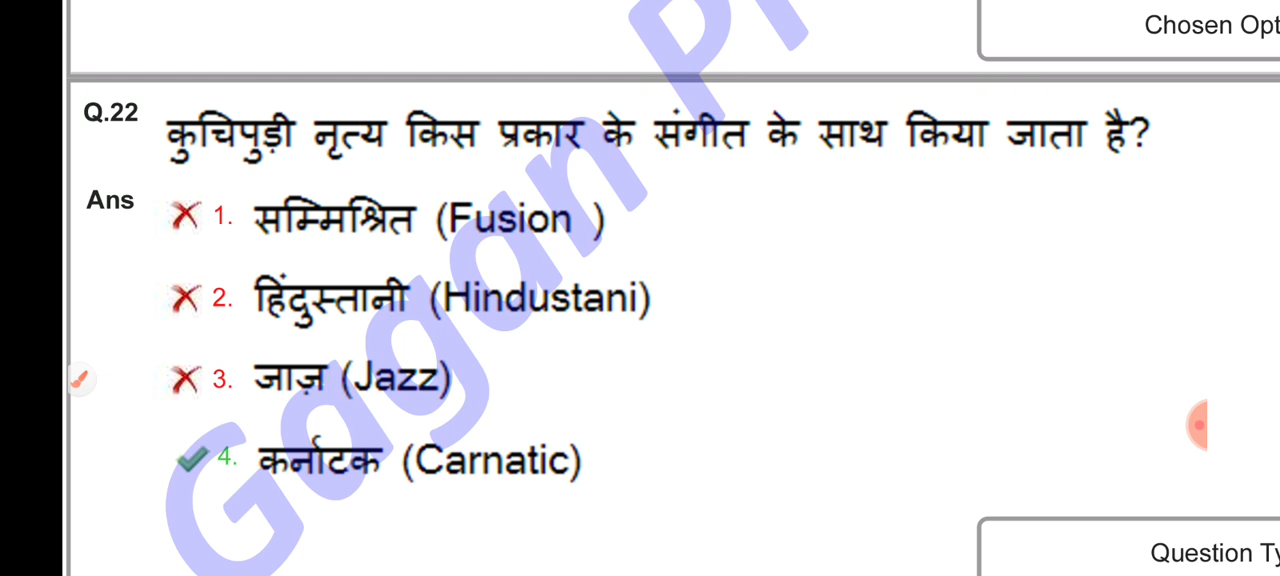 Chosen Opt
Q.22 कुचिपुड़ी नृत्य किस प्रकार के संगीत के साथ किया जाता है?
Ans 1. सम्मिश्रित (Fusion )
2. हिंदुस्तानी (Hindustani)
3. जाज़ (Jazz)
4. कर्नाटक (Carnatic)
Gagan Pr
Question Ty